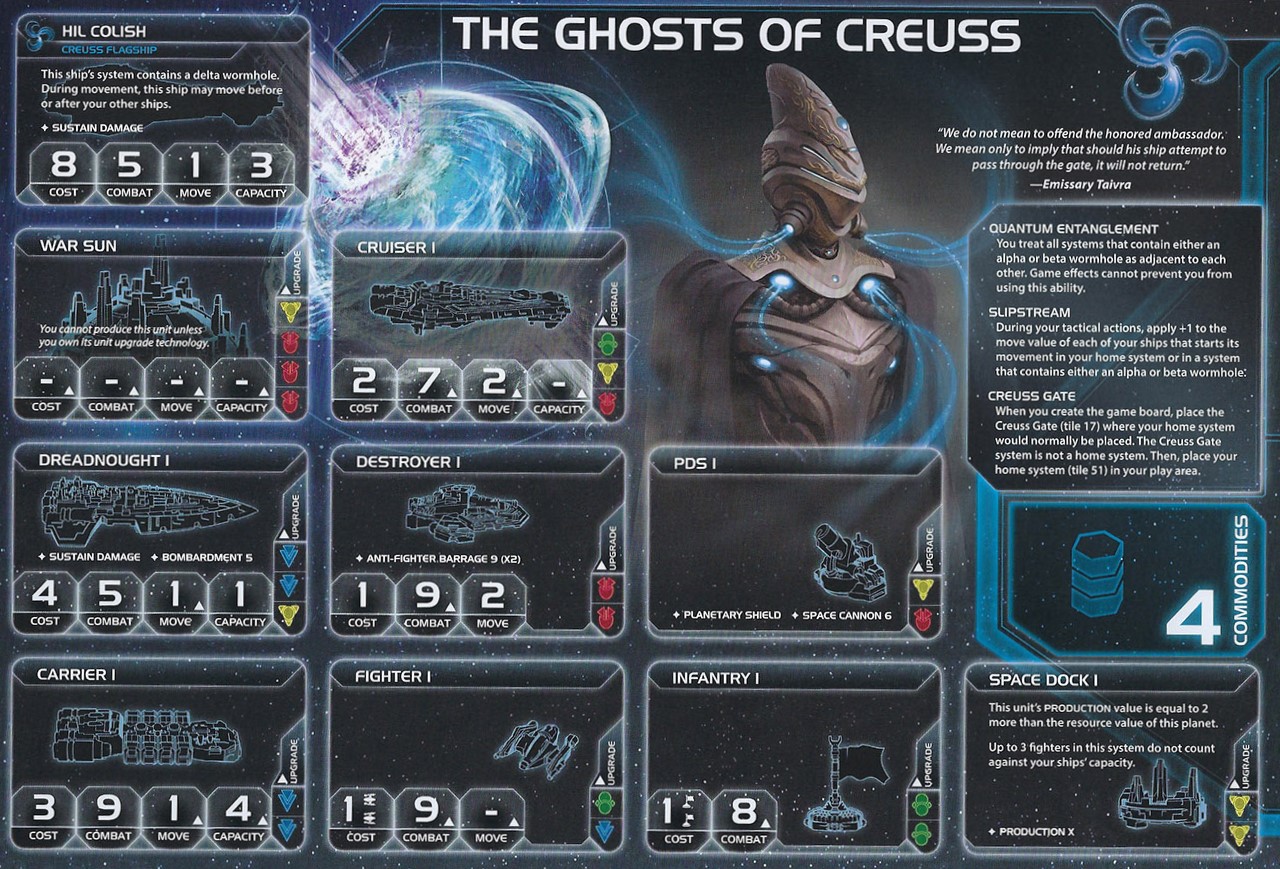 THE GHOSTS OF CREUSS
HIL COLISH
CREUSS FLAGSHIP
This ship's system contains a delta wormhole.
During movement, this ship may move before
or after your other ships.
✦ SUSTAIN DAMAGE
8 5 1 3
COST COMBAT MOVE CAPACITY
"We do not mean to offend the honored ambassador.
We mean only to imply that should his ship attempt to
pass through the gate, it will not return."
—Emissary Taivra
WAR SUN
You cannot produce this unit unless
you own its unit upgrade technology.
- - - -
COST COMBAT MOVE CAPACITY
UPGRADE
CRUISER I
2 7 2 -
COST COMBAT MOVE CAPACITY
UPGRADE
QUANTUM ENTANGLEMENT
You treat all systems that contain either an
alpha or beta wormhole as adjacent to each
other. Game effects cannot prevent you from
using this ability.
SLIPSTREAM
During your tactical actions, apply +1 to the
move value of each of your ships that starts its
movement in your home system or in a system
that contains either an alpha or beta wormhole.
CREUSS GATE
When you create the game board, place the
Creuss Gate (tile 17) where your home system
would normally be placed. The Creuss Gate
system is not a home system. Then, place your
home system (tile 51) in your play area.
DREADNOUGHT I
✦ SUSTAIN DAMAGE ✦ BOMBARDMENT 5
4 5 1 1
COST COMBAT MOVE CAPACITY
UPGRADE
DESTROYER I
✦ ANTI-FIGHTER BARRAGE 9 (X2)
1 9 2
COST COMBAT MOVE
UPGRADE
PDS I
✦ PLANETARY SHIELD ✦ SPACE CANNON 6
UPGRADE
4
COMMODITIES
CARRIER I
3 9 1 4
COST COMBAT MOVE CAPACITY
UPGRADE
FIGHTER I
1 9 -
COST COMBAT MOVE
UPGRADE
INFANTRY I
1 8
COST COMBAT
UPGRADE
SPACE DOCK I
This unit's PRODUCTION value is equal to 2
more than the resource value of this planet.
Up to 3 fighters in this system do not count
against your ships' capacity.
✦ PRODUCTION X
UPGRADE